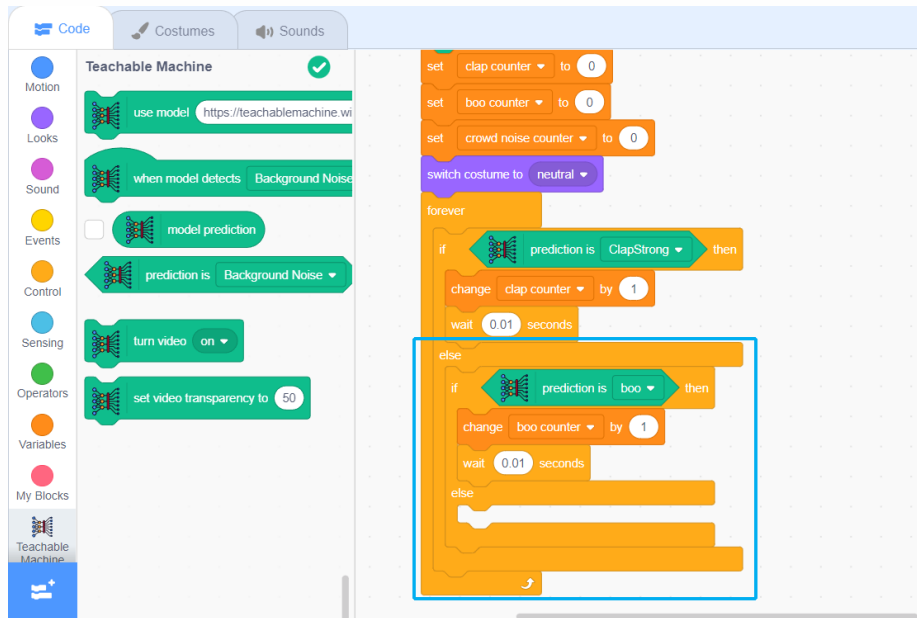 Code
Costumes
Sounds
Motion
Looks
Sound
Events
Control
Sensing
Operators
Variables
My Blocks
Teachable
Machine
Teachable Machine
use model https://teachablemachine.wi
when model detects Background Noise
model prediction
prediction is Background Noise
turn video on
set video transparency to 50
set clap counter to 0
set boo counter to 0
set crowd noise counter to 0
switch costume to neutral
forever
if prediction is ClapStrong then
change clap counter by 1
wait 0.01 seconds
else
if prediction is boo then
change boo counter by 1
wait 0.01 seconds
else